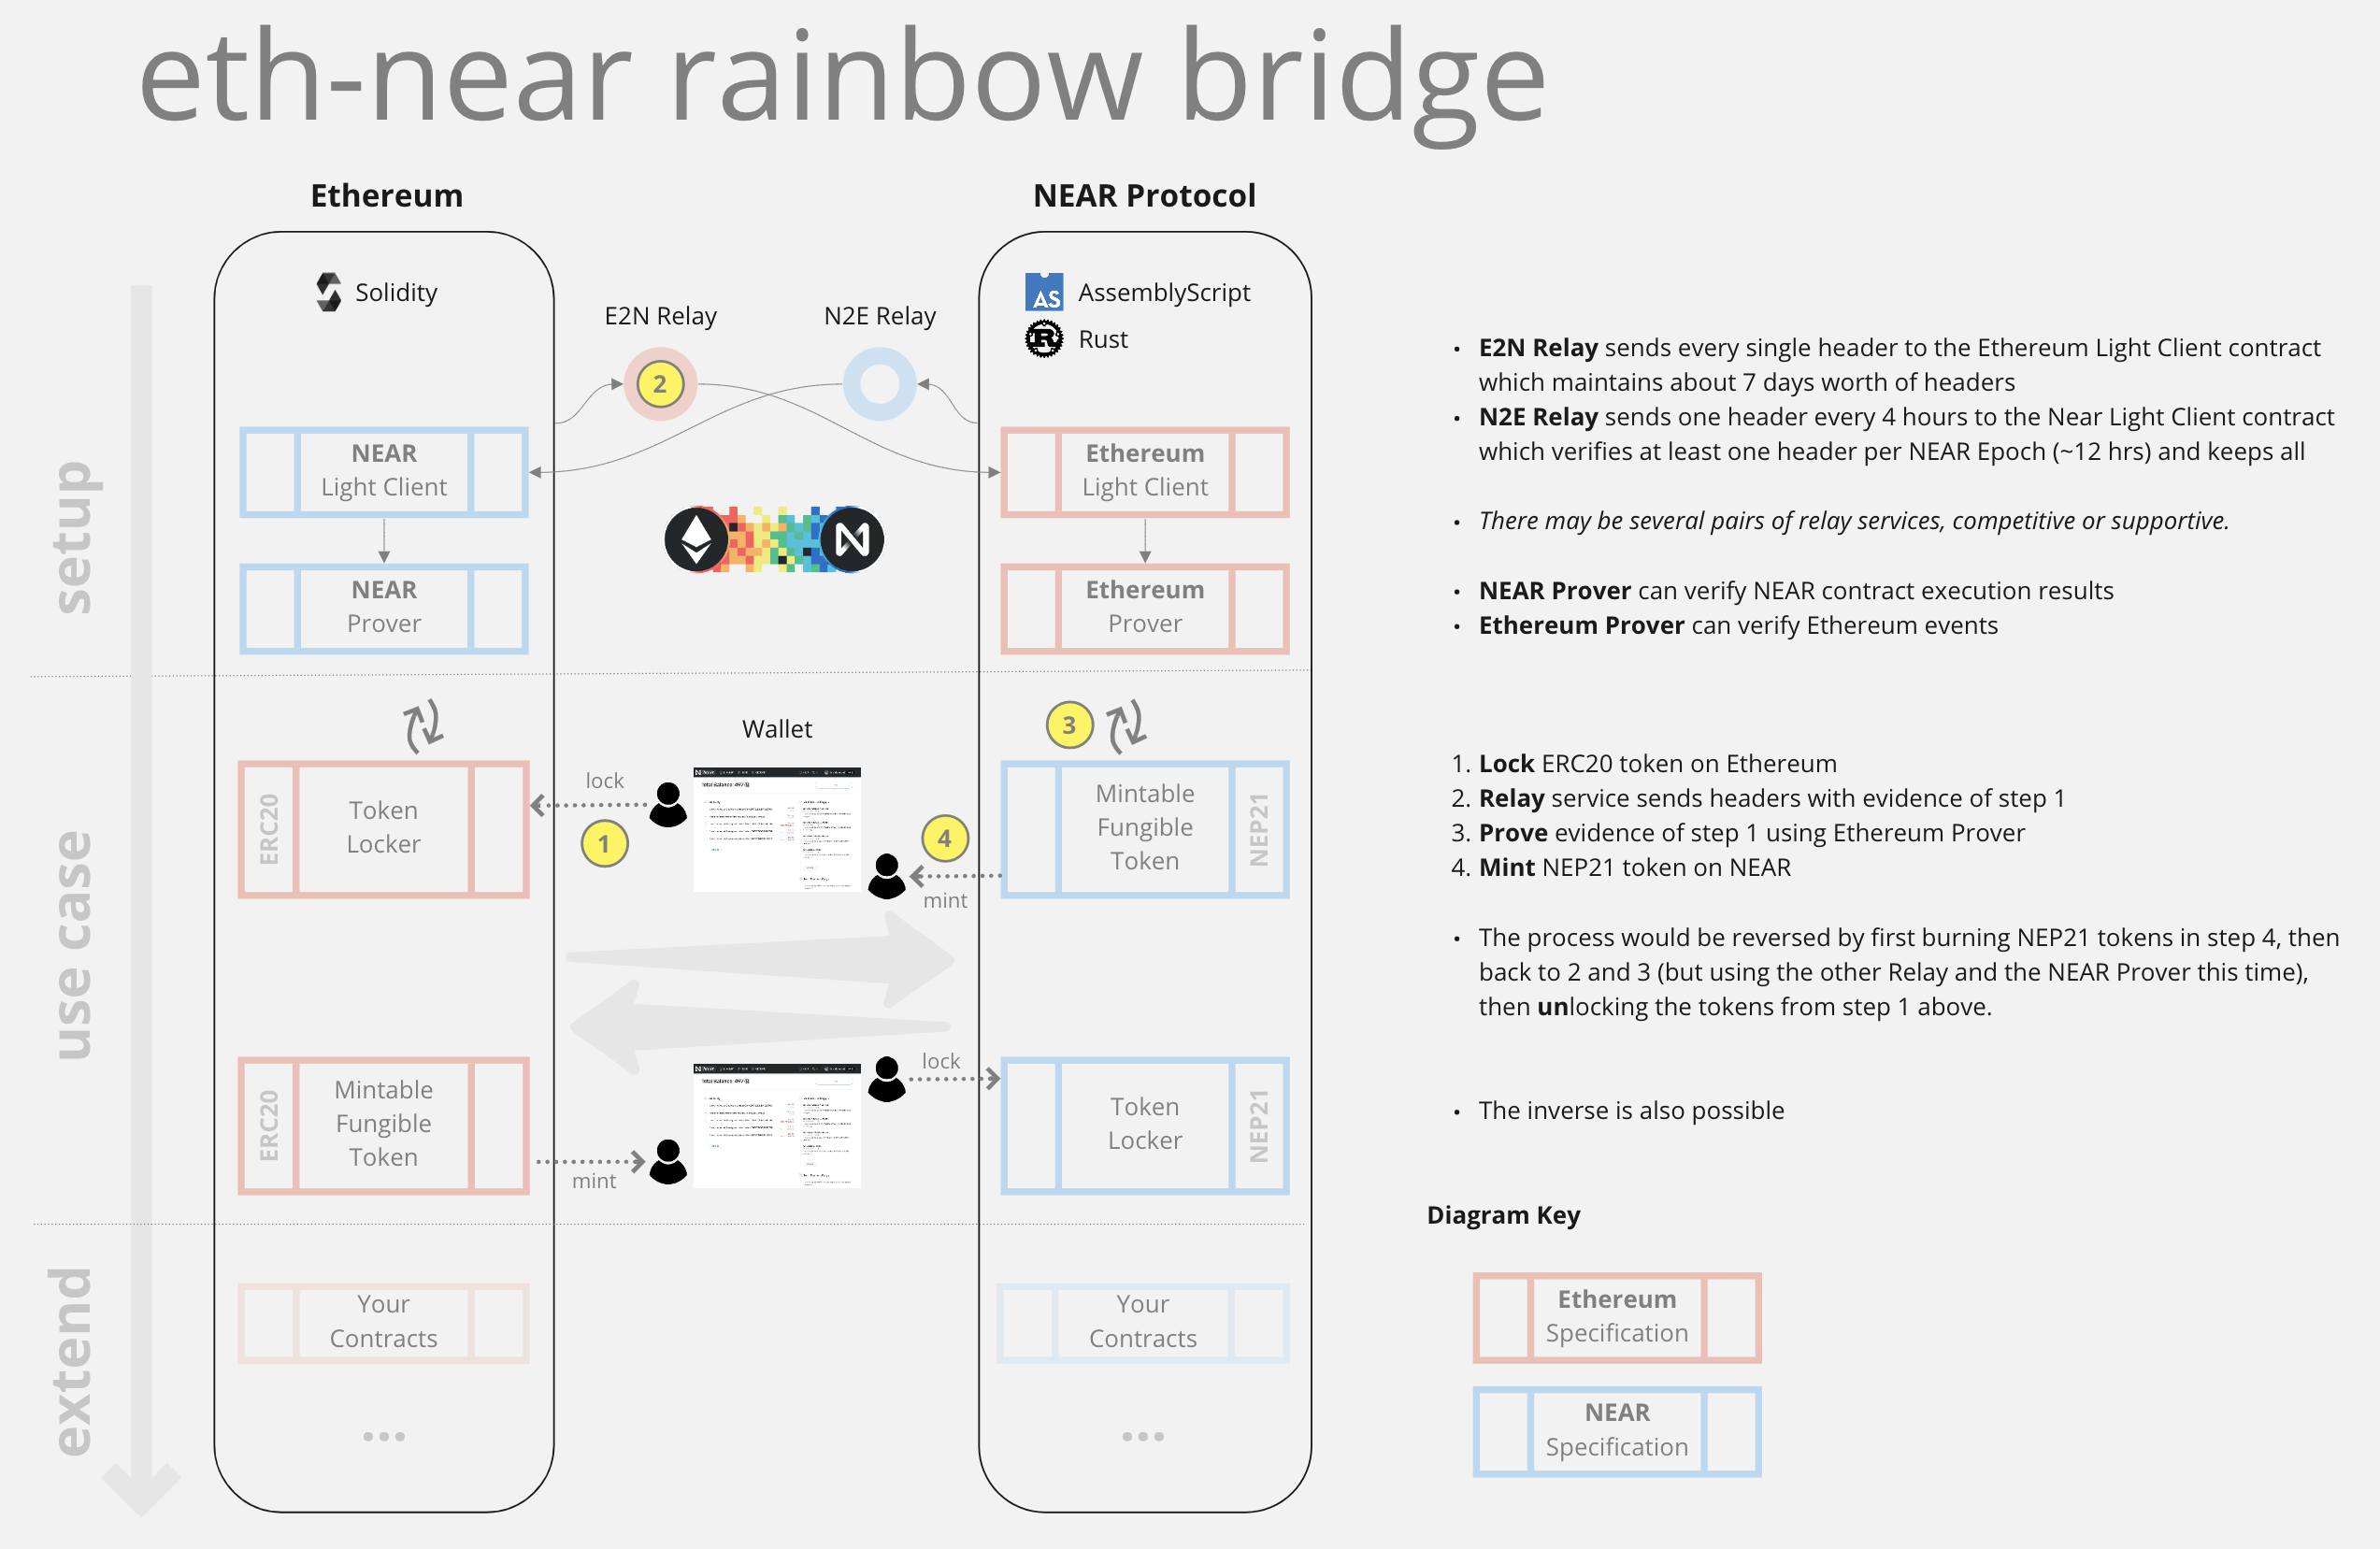 eth-near rainbow bridge
Ethereum
NEAR Protocol
Solidity
AssemblyScript
Rust
E2N Relay
N2E Relay
2
NEAR
Light Client
Ethereum
Light Client
NEAR
Prover
Ethereum
Prover
setup
• E2N Relay sends every single header to the Ethereum Light Client contract
which maintains about 7 days worth of headers
• N2E Relay sends one header every 4 hours to the Near Light Client contract
which verifies at least one header per NEAR Epoch (~12 hrs) and keeps all
• There may be several pairs of relay services, competitive or supportive.
• NEAR Prover can verify NEAR contract execution results
• Ethereum Prover can verify Ethereum events
use case
Wallet
3
ERC20
Token
Locker
lock
1
4
mint
Mintable
Fungible
Token
NEP21
1. Lock ERC20 token on Ethereum
2. Relay service sends headers with evidence of step 1
3. Prove evidence of step 1 using Ethereum Prover
4. Mint NEP21 token on NEAR
• The process would be reversed by first burning NEP21 tokens in step 4, then
back to 2 and 3 (but using the other Relay and the NEAR Prover this time),
then unlocking the tokens from step 1 above.
ERC20
Mintable
Fungible
Token
mint
lock
Token
Locker
NEP21
• The inverse is also possible
extend
Your
Contracts
Your
Contracts
...
...
Diagram Key
Ethereum
Specification
NEAR
Specification